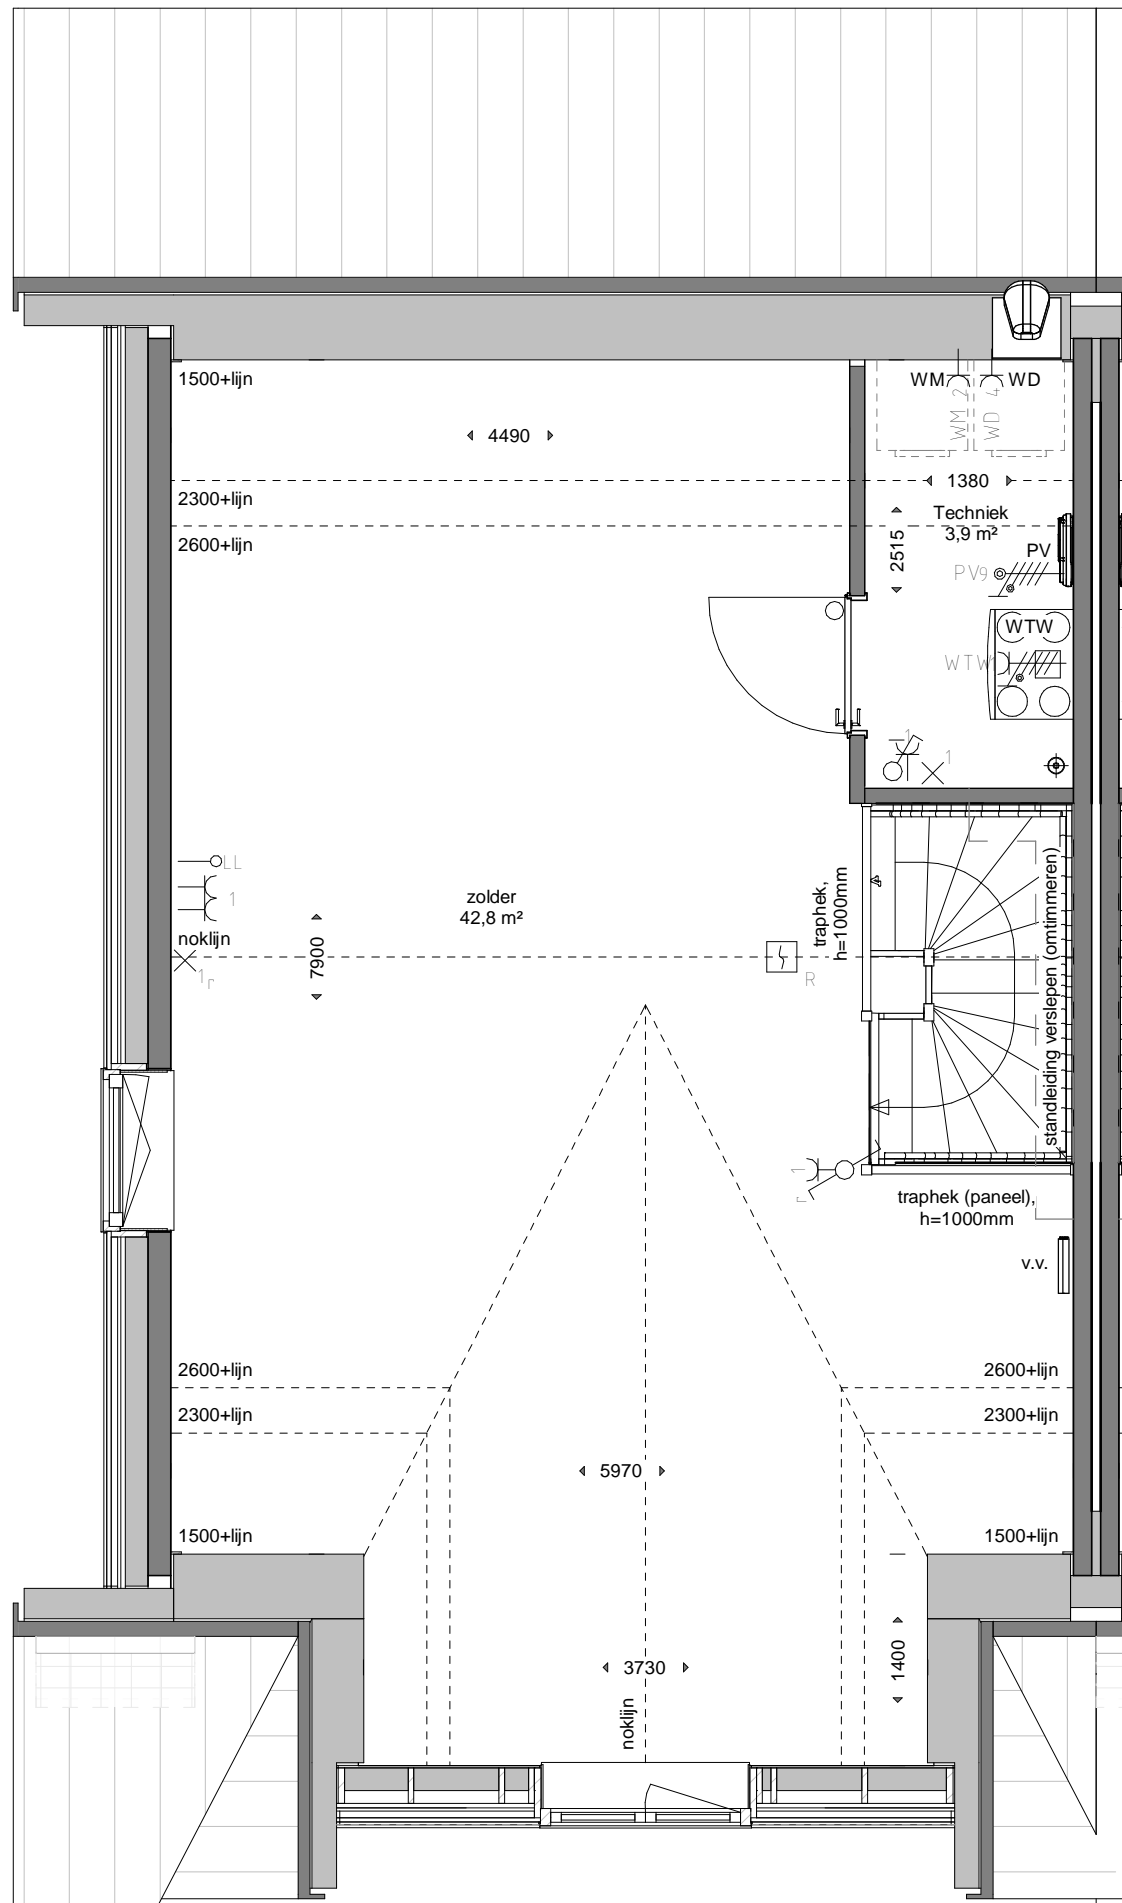 1500+lijn
WM
WD
WM 2
WD 4
4490
1380
2300+lijn
Techniek
3,9 m²
2600+lijn
2515
PV
PV9
WTW
WTW
1
1
LL
1
zolder
42,8 m²
traphek,
h=1000mm
standleiding verslepen (omtimmeren)
noklijn
7900
1r
R
1
r
traphek (paneel),
h=1000mm
v.v.
2600+lijn
2600+lijn
2300+lijn
2300+lijn
5970
1500+lijn
1500+lijn
1400
3730
noklijn